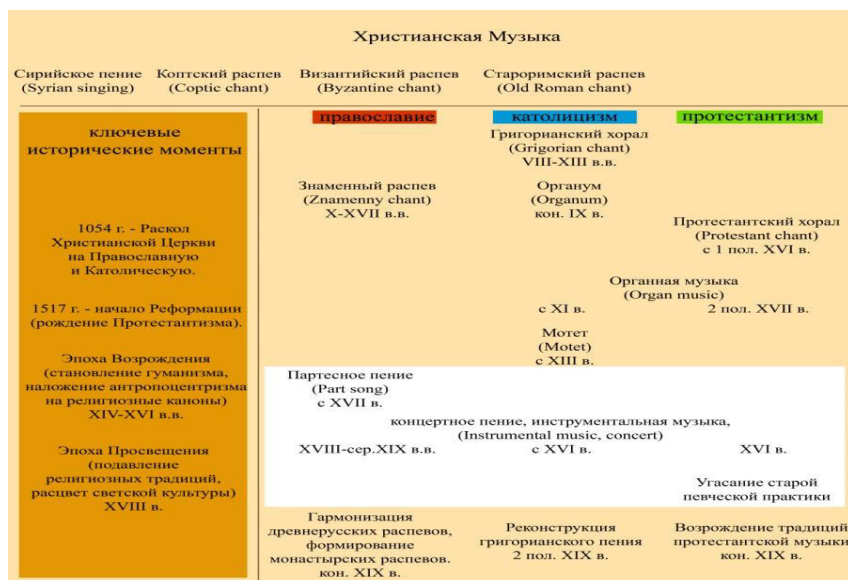 Христианская Музыка
Сирийское пение
(Syrian singing)
Коптский распев
(Coptic chant)
Византийский распев
(Byzantine chant)
Староримский распев
(Old Roman chant)
ключевые
исторические моменты
1054 г. - Раскол
Христианской Церкви
на Православную
и Католическую.
1517 г. - начало Реформации
(рождение Протестантизма).
Эпоха Возрождения
(становление гуманизма,
наложение антропоцентризма
на религиозные каноны)
XIV-XVI в.в.
Эпоха Просвещения
(подавление
религиозных традиций,
расцвет светской культуры)
XVIII в.
православие
католицизм
протестантизм
Григорианский хорал
(Grigorian chant)
VIII-XIII в.в.
Знаменный распев
(Znamenny chant)
X-XVII в.в.
Органум
(Organum)
кон. IX в.
Протестантский хорал
(Protestant chant)
с 1 пол. XVI в.
Органная музыка
(Organ music)
с XI в.
2 пол. XVII в.
Мотет
(Motet)
с XIII в.
Партесное пение
(Part song)
с XVII в.
концертное пение, инструментальная музыка,
(Instrumental music, concert)
XVIII-сер.XIX в.в.
с XVI в.
XVI в.
Угасание старой
певческой практики
Гармонизация
древнерусских распевов,
формирование
монастырских распевов.
кон. XIX в.
Реконструкция
григорианского пения
2 пол. XIX в.
Возрождение традиций
протестантской музыки
кон. XIX в.